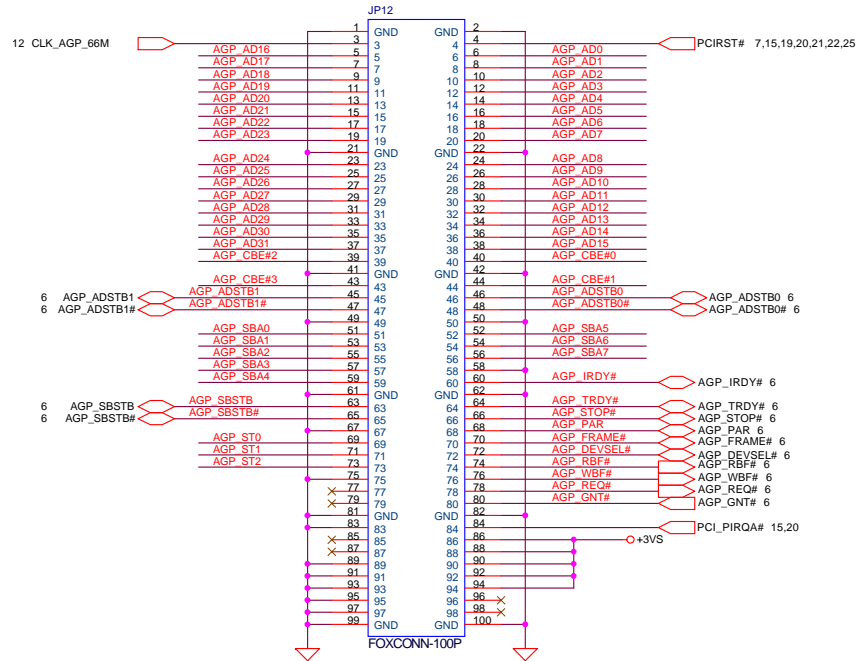 JP12
1 GND GND 2
12 CLK_AGP_66M 3 3 4 4 PCIRST# 7,15,19,20,21,22,25
AGP_AD16 5 5 6 6 AGP_AD0
AGP_AD17 7 7 8 8 AGP_AD1
AGP_AD18 9 9 10 10 AGP_AD2
AGP_AD19 11 11 12 12 AGP_AD3
AGP_AD20 13 13 14 14 AGP_AD4
AGP_AD21 15 15 16 16 AGP_AD5
AGP_AD22 17 17 18 18 AGP_AD6
AGP_AD23 19 19 20 20 AGP_AD7
21 GND GND 22
AGP_AD24 23 23 24 24 AGP_AD8
AGP_AD25 25 25 26 26 AGP_AD9
AGP_AD26 27 27 28 28 AGP_AD10
AGP_AD27 29 29 30 30 AGP_AD11
AGP_AD28 31 31 32 32 AGP_AD12
AGP_AD29 33 33 34 34 AGP_AD13
AGP_AD30 35 35 36 36 AGP_AD14
AGP_AD31 37 37 38 38 AGP_AD15
AGP_CBE#2 39 39 40 40 AGP_CBE#0
41 GND GND 42
AGP_CBE#3 43 43 44 44 AGP_CBE#1
6 AGP_ADSTB1 AGP_ADSTB1 45 45 46 46 AGP_ADSTB0 AGP_ADSTB0 6
6 AGP_ADSTB1# AGP_ADSTB1# 47 47 48 48 AGP_ADSTB0# AGP_ADSTB0# 6
49 49 50 50
AGP_SBA0 51 51 52 52 AGP_SBA5
AGP_SBA1 53 53 54 54 AGP_SBA6
AGP_SBA2 55 55 56 56 AGP_SBA7
AGP_SBA3 57 57 58 58
AGP_SBA4 59 59 60 60 AGP_IRDY# AGP_IRDY# 6
61 GND GND 62
6 AGP_SBSTB AGP_SBSTB 63 63 64 64 AGP_TRDY# AGP_TRDY# 6
6 AGP_SBSTB# AGP_SBSTB# 65 65 66 66 AGP_STOP# AGP_STOP# 6
67 67 68 68 AGP_PAR AGP_PAR 6
AGP_ST0 69 69 70 70 AGP_FRAME# AGP_FRAME# 6
AGP_ST1 71 71 72 72 AGP_DEVSEL# AGP_DEVSEL# 6
AGP_ST2 73 73 74 74 AGP_RBF# AGP_RBF# 6
75 75 76 76 AGP_WBF# AGP_WBF# 6
77 77 78 78 AGP_REQ# AGP_REQ# 6
79 79 80 80 AGP_GNT# AGP_GNT# 6
81 GND GND 82
83 83 84 84 PCI_PIRQA# 15,20
85 85 86 86 +3VS
87 87 88 88
89 89 90 90
91 91 92 92
93 93 94 94
95 95 96 96
97 97 98 98
99 GND GND 100
FOXCONN-100P